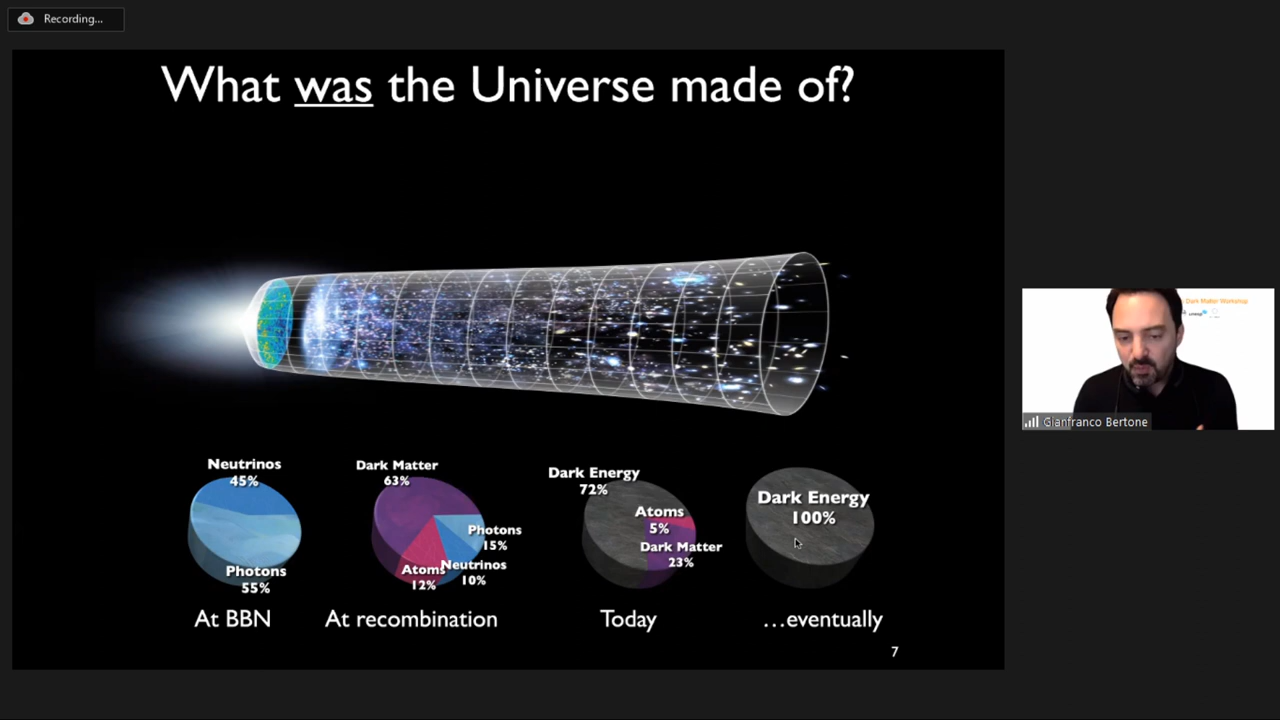 Recording...
What was the Universe made of?
Dark Matter Workshop
Gianfranco Bertone
Neutrinos
45%
Photons
55%
At BBN
Dark Matter
63%
Photons
15%
Neutrinos
10%
Atoms
12%
At recombination
Dark Energy
72%
Atoms
5%
Dark Matter
23%
Today
Dark Energy
100%
...eventually
7